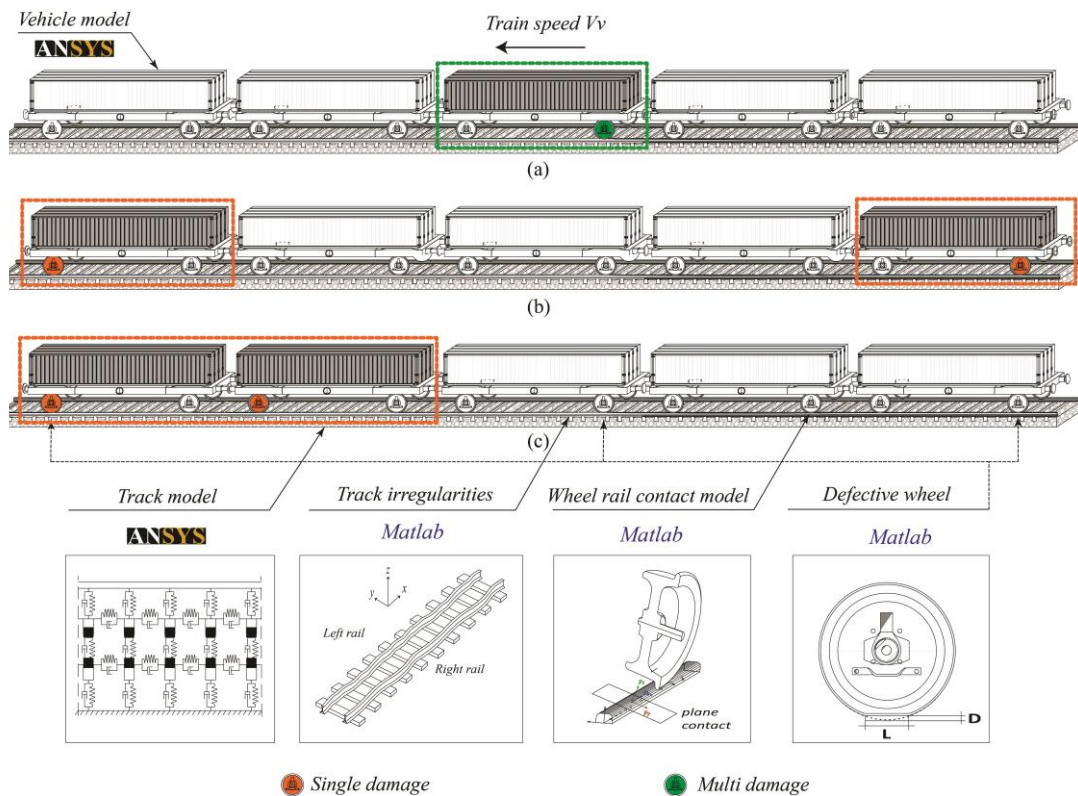 Vehicle model
ANSYS
Train speed Vv
(a)
(b)
(c)
Track model
Track irregularities
Wheel rail contact model
Defective wheel
ANSYS
Matlab
Matlab
Matlab
z
y
x
Left rail
Right rail
plane
contact
D
L
Single damage
Multi damage